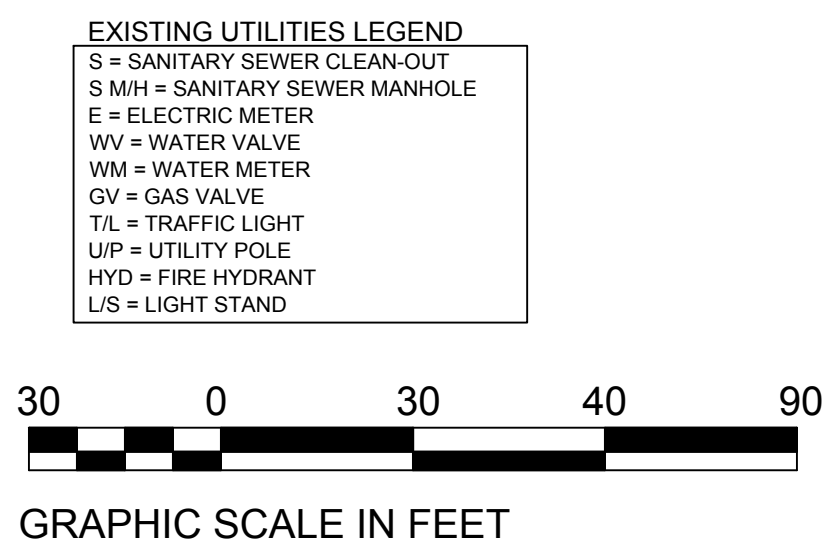 EXISTING UTILITIES LEGEND
S = SANITARY SEWER CLEAN-OUT
S M/H = SANITARY SEWER MANHOLE
E = ELECTRIC METER
WV = WATER VALVE
WM = WATER METER
GV = GAS VALVE
T/L = TRAFFIC LIGHT
U/P = UTILITY POLE
HYD = FIRE HYDRANT
L/S = LIGHT STAND
30 0 30 40 90
GRAPHIC SCALE IN FEET